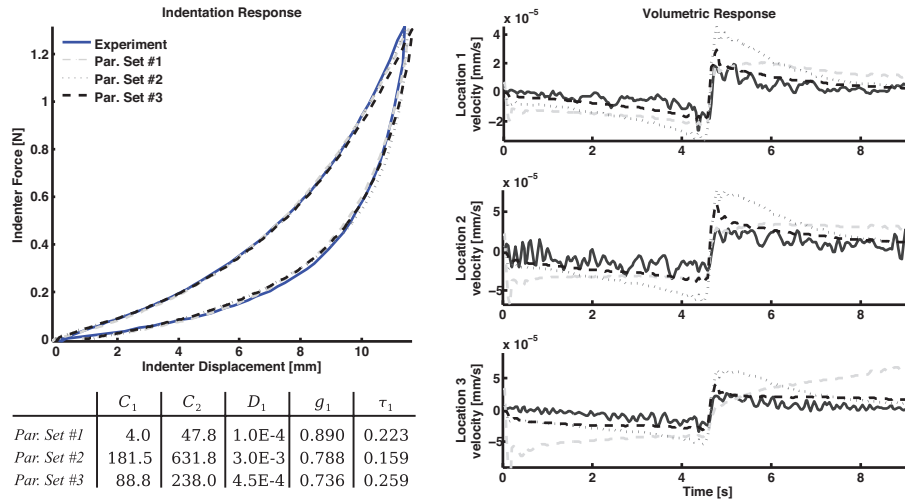 Indentation Response
1.2
1
0.8
0.6
0.4
0.2
0
Indenter Force [N]
Experiment
Par. Set #1
Par. Set #2
Par. Set #3
0 2 4 6 8 10
Indenter Displacement [mm]
C1 C2 D1 g1 τ1
Par. Set #1 4.0 47.8 1.0E-4 0.890 0.223
Par. Set #2 181.5 631.8 3.0E-3 0.788 0.159
Par. Set #3 88.8 238.0 4.5E-4 0.736 0.259
Volumetric Response
x 10⁻⁵
4
2
0
−2
Location 1
velocity [mm/s]
0 2 4 6 8
x 10⁻⁵
5
0
−5
Location 2
velocity [mm/s]
0 2 4 6 8
x 10⁻⁵
5
0
−5
Location 3
velocity [mm/s]
0 2 4 6 8
Time [s]